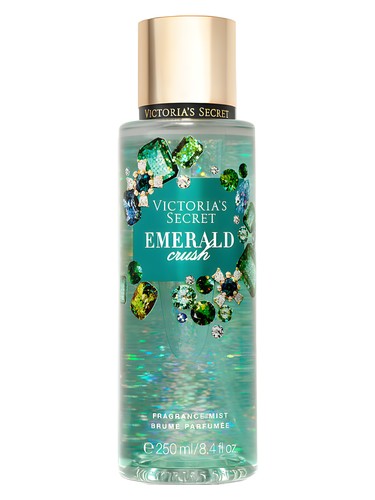 VICTORIA'S SECRET
VICTORIA'S
SECRET
EMERALD
crush
FRAGRANCE MIST
BRUME PARFUMÉE
℮ 250 ml/8.4 fl oz